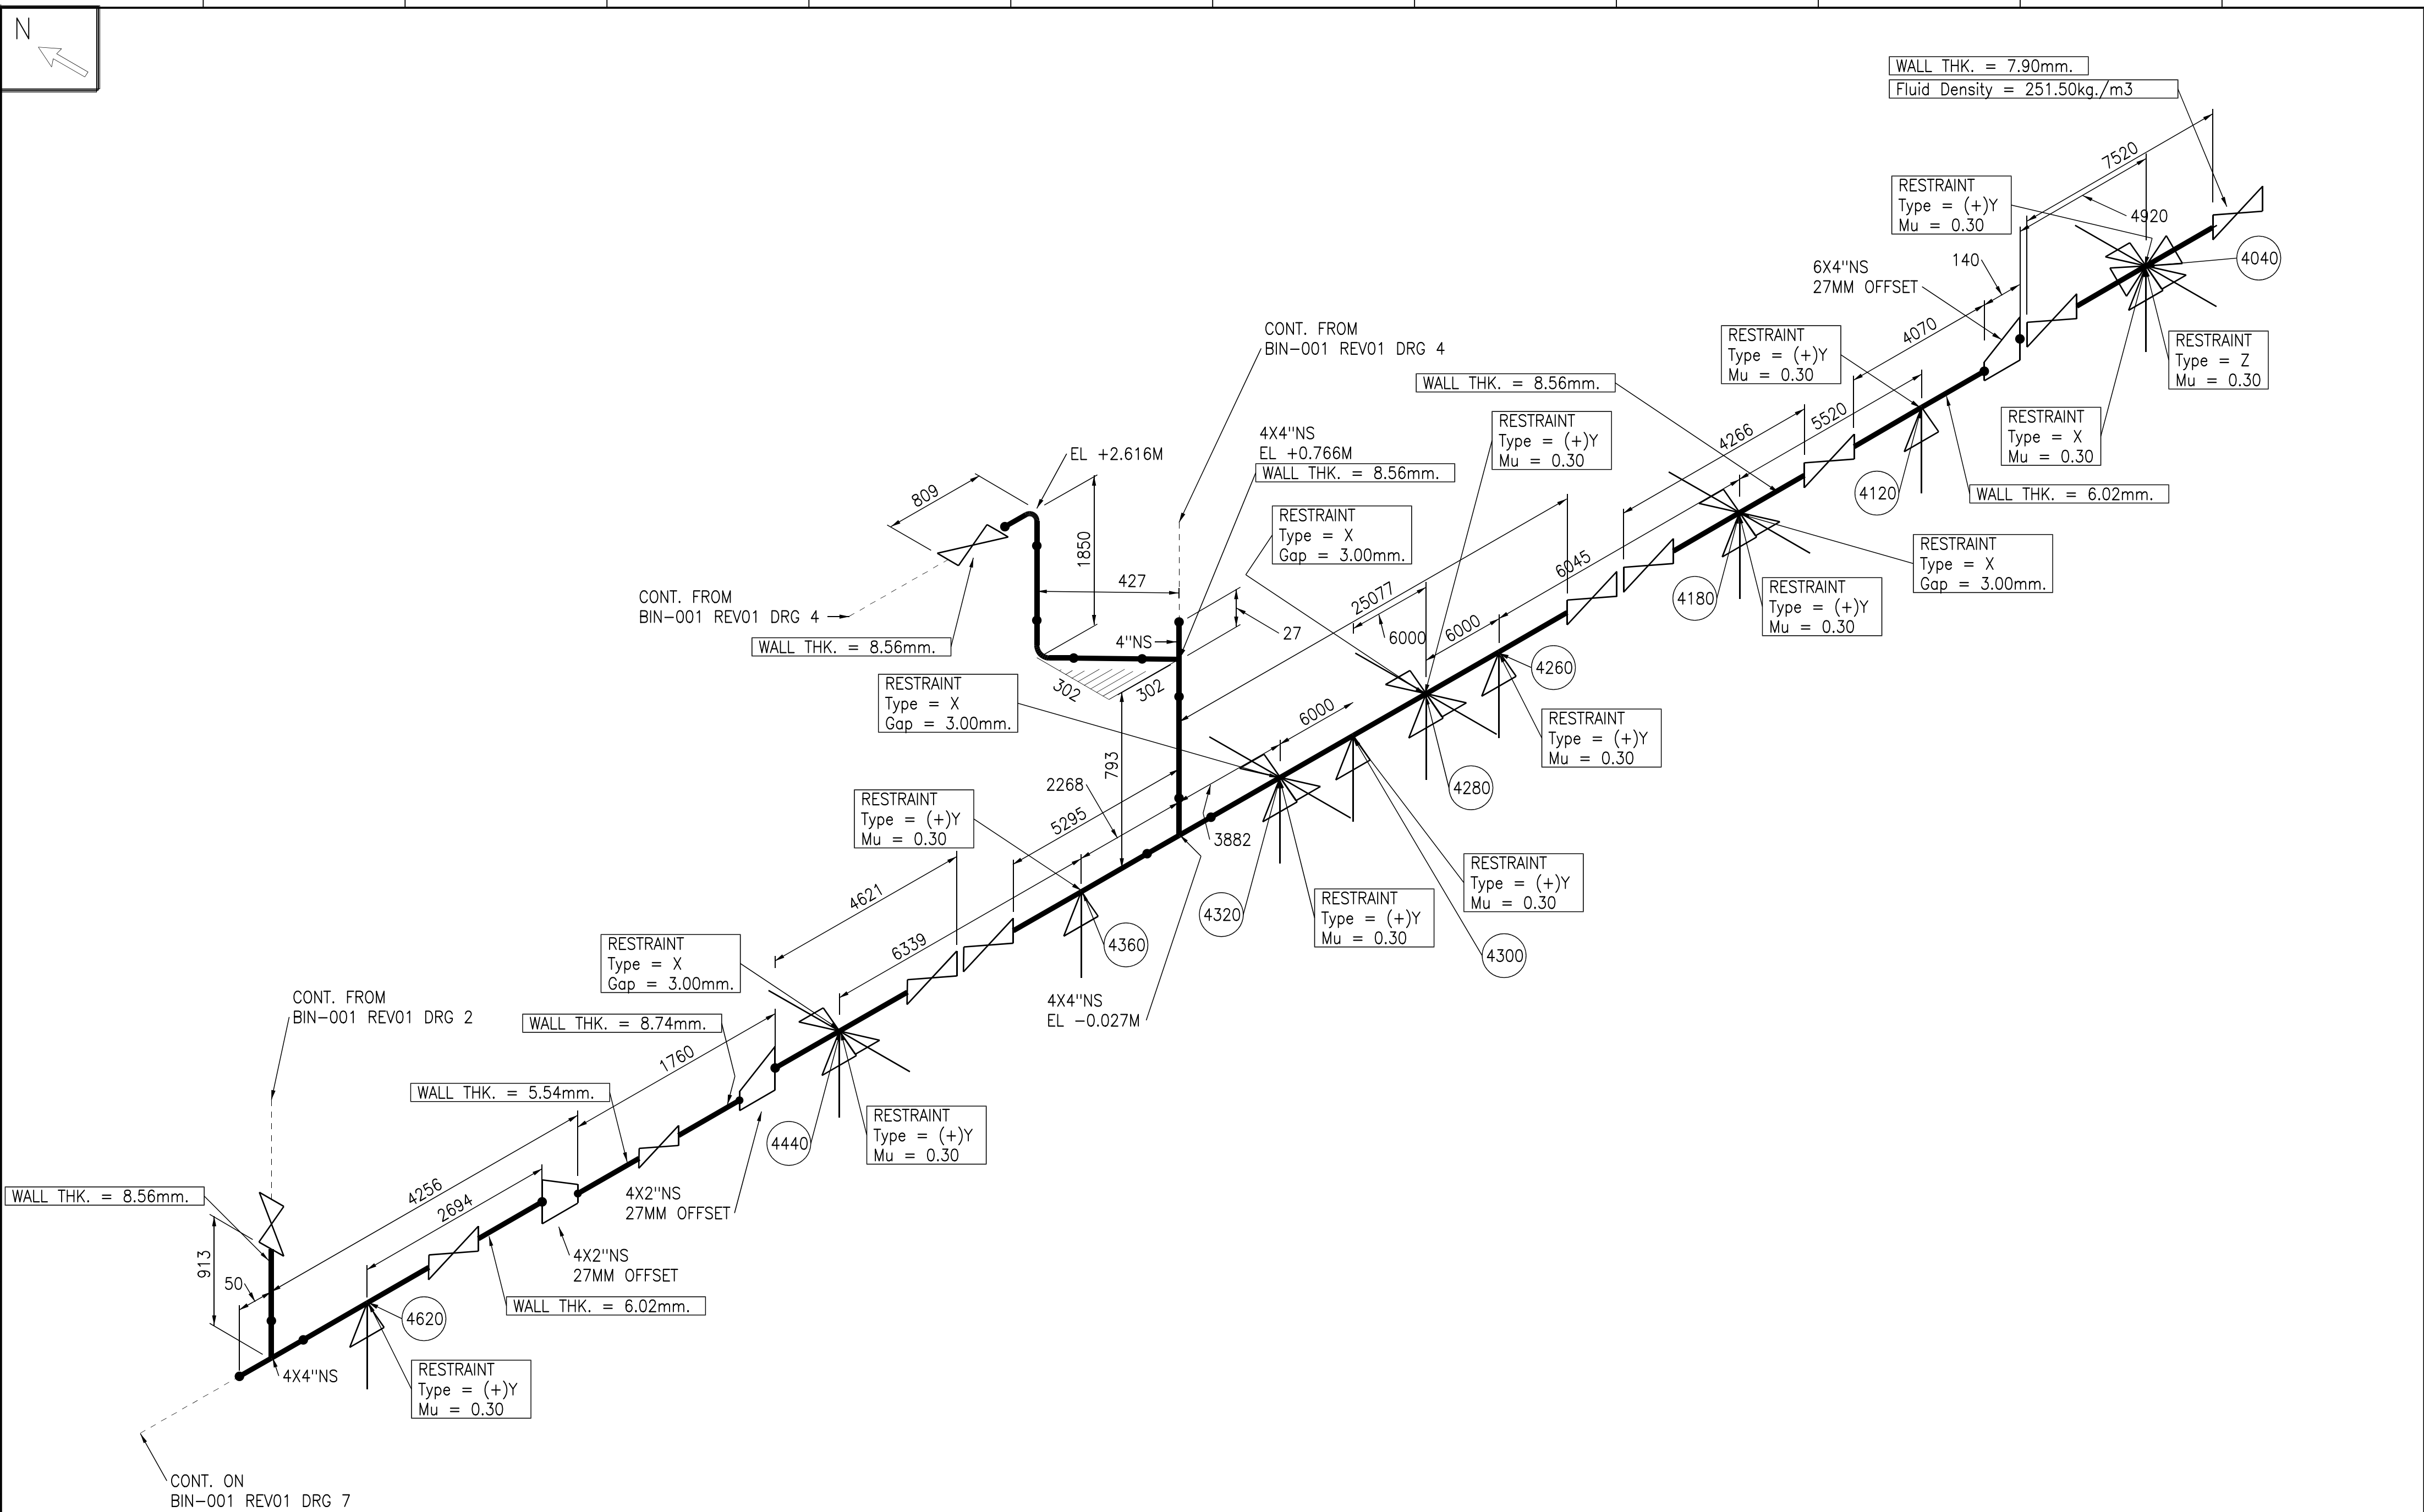 N
WALL THK. = 7.90mm.
Fluid Density = 251.50kg./m3
7520
RESTRAINT
Type = (+)Y
Mu = 0.30
4920
4040
6X4"NS
27MM OFFSET
140
RESTRAINT
Type = Z
Mu = 0.30
CONT. FROM
BIN-001 REV01 DRG 4
RESTRAINT
Type = (+)Y
Mu = 0.30
4070
WALL THK. = 8.56mm.
RESTRAINT
Type = X
Mu = 0.30
5520
4266
4120
WALL THK. = 6.02mm.
EL +2.616M
4X4"NS
EL +0.766M
WALL THK. = 8.56mm.
RESTRAINT
Type = (+)Y
Mu = 0.30
809
1850
RESTRAINT
Type = X
Gap = 3.00mm.
RESTRAINT
Type = X
Gap = 3.00mm.
6045
4180
RESTRAINT
Type = (+)Y
Mu = 0.30
427
25077
CONT. FROM
BIN-001 REV01 DRG 4
WALL THK. = 8.56mm.
4"NS
27
6000
6000
4260
302
302
RESTRAINT
Type = X
Gap = 3.00mm.
6000
RESTRAINT
Type = (+)Y
Mu = 0.30
793
2268
4280
RESTRAINT
Type = (+)Y
Mu = 0.30
5295
3882
RESTRAINT
Type = (+)Y
Mu = 0.30
4621
4320
RESTRAINT
Type = (+)Y
Mu = 0.30
6339
4360
4300
RESTRAINT
Type = X
Gap = 3.00mm.
4X4"NS
EL -0.027M
CONT. FROM
BIN-001 REV01 DRG 2
WALL THK. = 8.74mm.
1760
WALL THK. = 5.54mm.
4440
RESTRAINT
Type = (+)Y
Mu = 0.30
WALL THK. = 8.56mm.
4256
2694
4X2"NS
27MM OFFSET
4X2"NS
27MM OFFSET
913
50
WALL THK. = 6.02mm.
4620
4X4"NS
RESTRAINT
Type = (+)Y
Mu = 0.30
CONT. ON
BIN-001 REV01 DRG 7